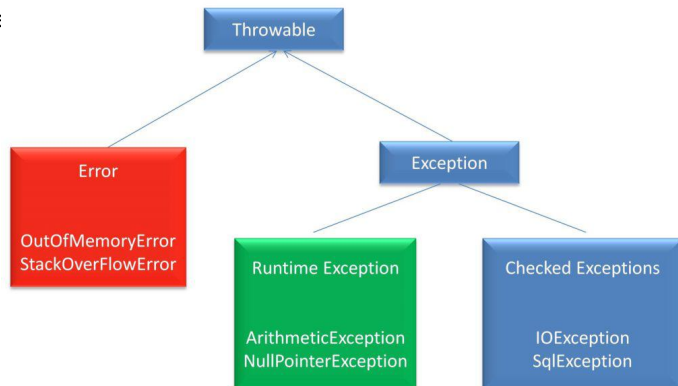 Throwable
Error
OutOfMemoryError
StackOverFlowError
Exception
Runtime Exception
ArithmeticException
NullPointerException
Checked Exceptions
IOException
SqlException